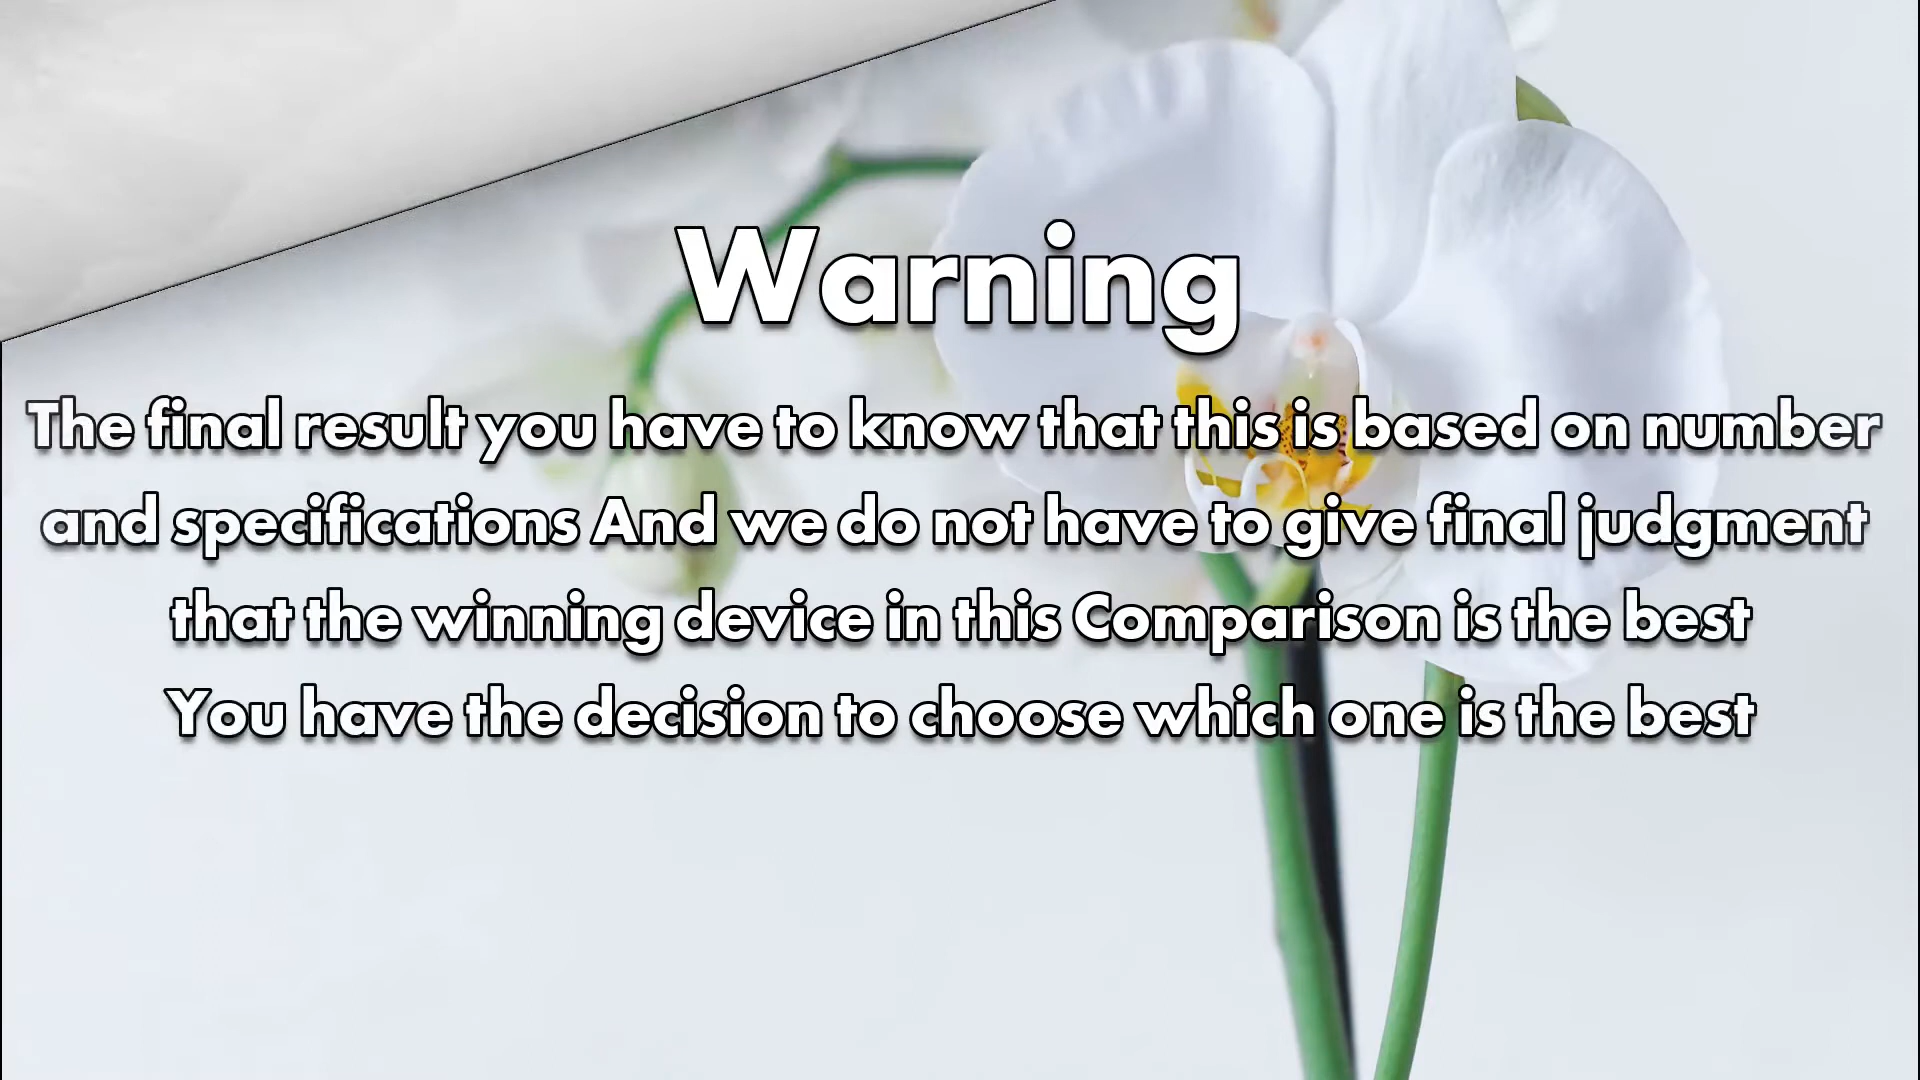 Warning
The final result you have to know that this is based on number
and specifications And we do not have to give final judgment
that the winning device in this Comparison is the best
You have the decision to choose which one is the best